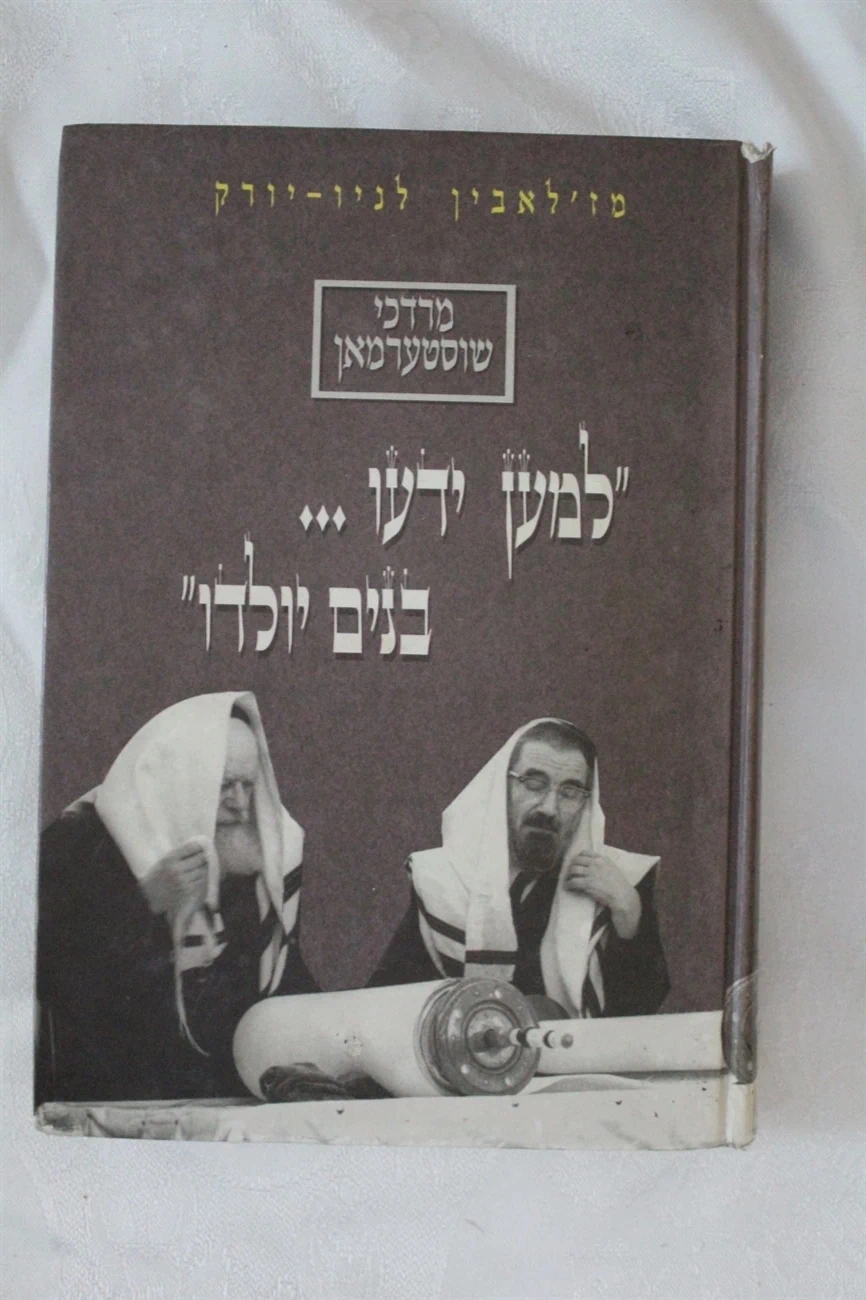 מז'לאבין לניו-יורק
מרדכי
שוסטערמאן
"למען ידעו ...
בנים יולדו"